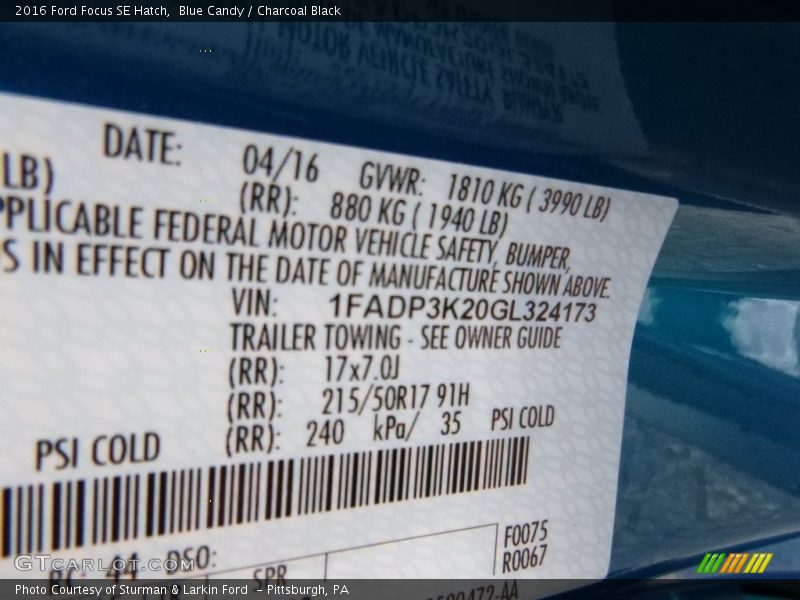 2016 Ford Focus SE Hatch, Blue Candy / Charcoal Black
DATE: 04/16 GVWR: 1810 KG ( 3990 LB)
LB) (RR): 880 KG ( 1940 LB)
PPLICABLE FEDERAL MOTOR VEHICLE SAFETY, BUMPER,
S IN EFFECT ON THE DATE OF MANUFACTURE SHOWN ABOVE.
VIN: 1FADP3K20GL324173
TRAILER TOWING - SEE OWNER GUIDE
(RR): 17x7.0J
(RR): 215/50R17 91H
PSI COLD (RR): 240 kPa/ 35 PSI COLD
F0075
R0067
44 DSO:
SPR
GTCARLOT.COM
Photo Courtesy of Sturman & Larkin Ford - Pittsburgh, PA